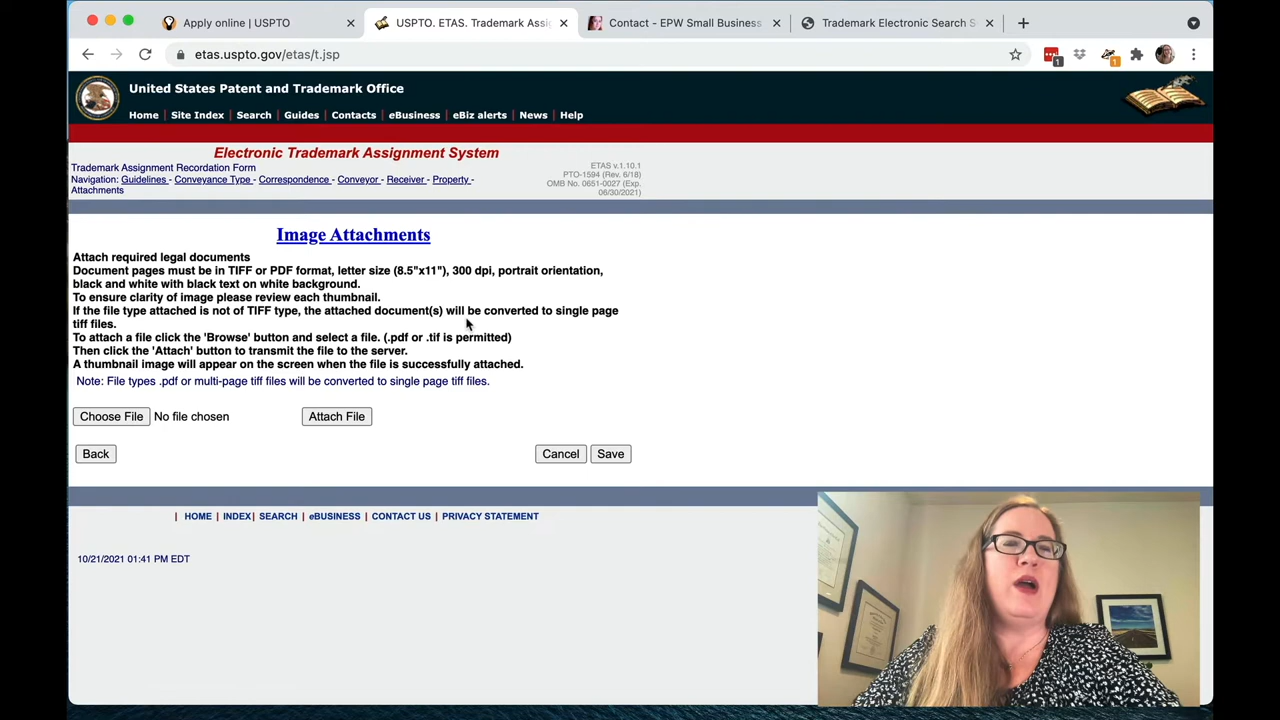 Apply online | USPTO
USPTO. ETAS. Trademark Assig
Contact - EPW Small Business
Trademark Electronic Search S
etas.uspto.gov/etas/t.jsp
1
1
United States Patent and Trademark Office
Home | Site Index | Search | Guides | Contacts | eBusiness | eBiz alerts | News | Help
Electronic Trademark Assignment System
Trademark Assignment Recordation Form
Navigation: Guidelines - Conveyance Type - Correspondence - Conveyor - Receiver - Property -
Attachments
ETAS v.1.10.1
PTO-1594 (Rev. 6/18)
OMB No. 0651-0027 (Exp.
06/30/2021)
Image Attachments
Attach required legal documents
Document pages must be in TIFF or PDF format, letter size (8.5"x11"), 300 dpi, portrait orientation,
black and white with black text on white background.
To ensure clarity of image please review each thumbnail.
If the file type attached is not of TIFF type, the attached document(s) will be converted to single page
tiff files.
To attach a file click the 'Browse' button and select a file. (.pdf or .tif is permitted)
Then click the 'Attach' button to transmit the file to the server.
A thumbnail image will appear on the screen when the file is successfully attached.
Note: File types .pdf or multi-page tiff files will be converted to single page tiff files.
Choose File No file chosen Attach File
Back Cancel Save
| HOME | INDEX | SEARCH | eBUSINESS | CONTACT US | PRIVACY STATEMENT
10/21/2021 01:41 PM EDT